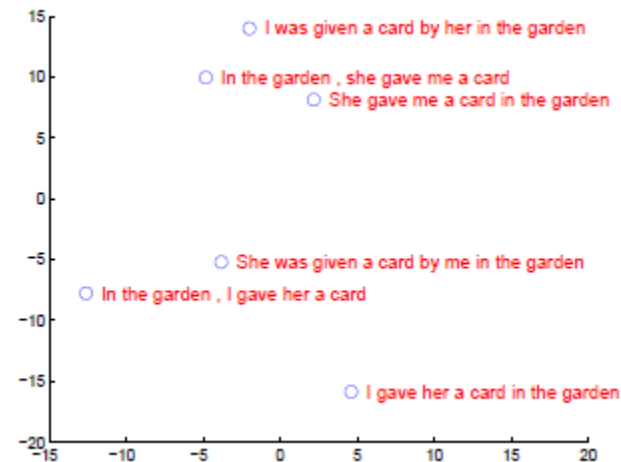 15
I was given a card by her in the garden
10
In the garden , she gave me a card
She gave me a card in the garden
5
0
−5
She was given a card by me in the garden
In the garden , I gave her a card
−10
−15
I gave her a card in the garden
−20
−15 −10 −5 0 5 10 15 20